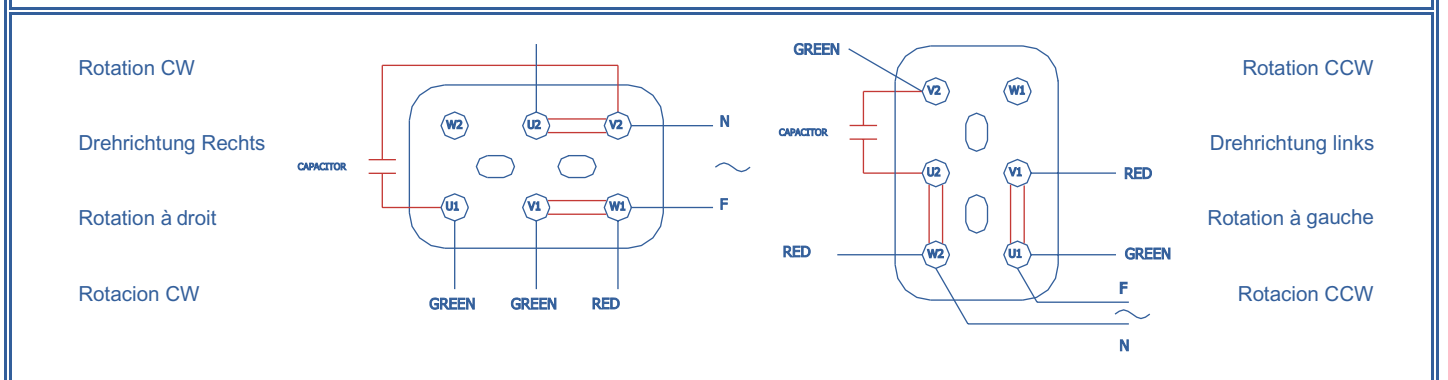 Rotation CW
Drehrichtung Rechts
Rotation à droit
Rotacion CW
CAPACITOR
W2 U2 V2
N
U1 V1 W1
F
GREEN GREEN RED
GREEN
V2 W1
CAPACITOR
U2 V1
RED
RED
W2 U1
GREEN
F
N
Rotation CCW
Drehrichtung links
Rotation à gauche
Rotacion CCW